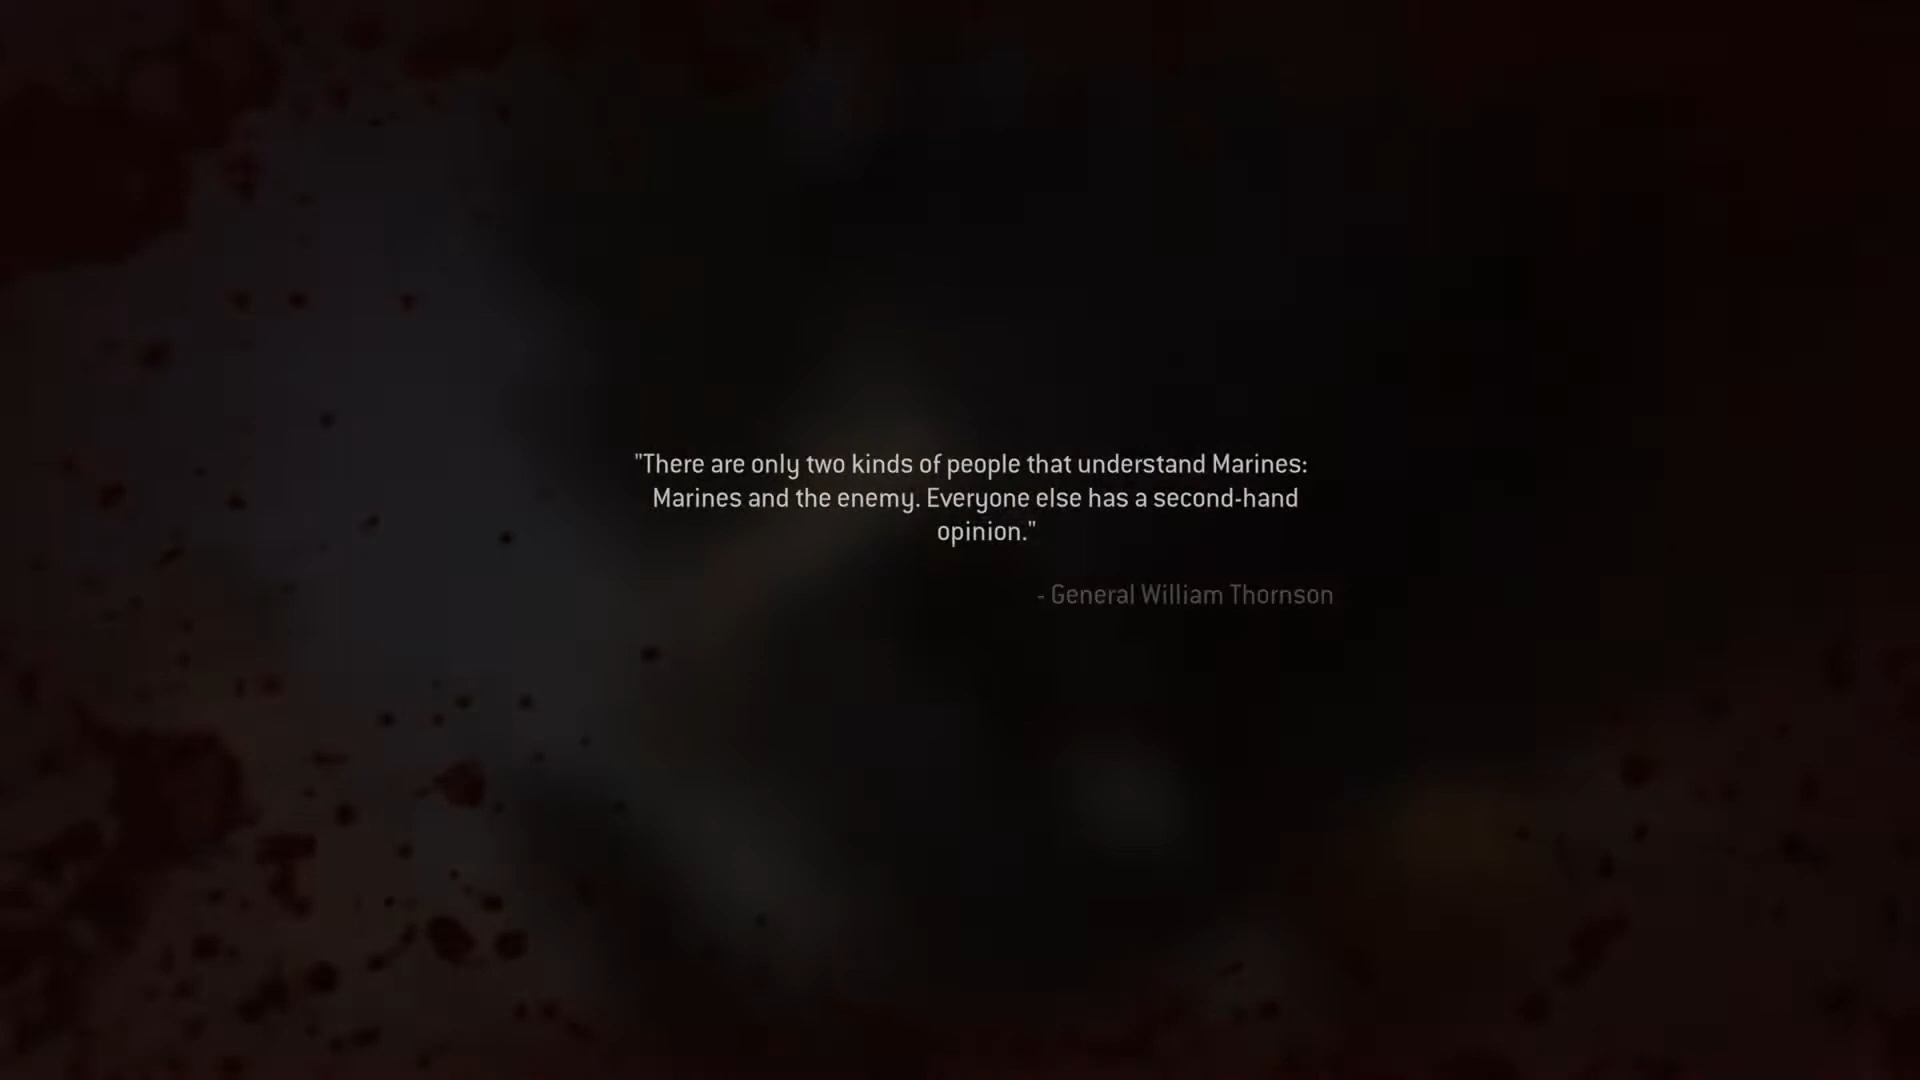 "There are only two kinds of people that understand Marines:
Marines and the enemy. Everyone else has a second-hand
opinion."
- General William Thornson